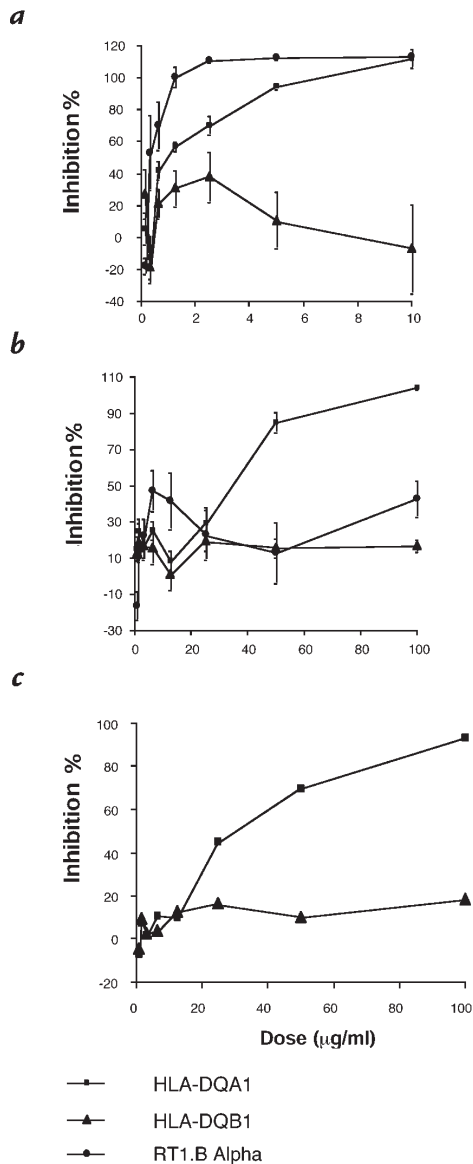 a
Inhibition %
120
100
80
60
40
20
0
-20
-40
0 2 4 6 8 10
b
Inhibition %
110
90
70
50
30
10
-10
-30
0 20 40 60 80 100
c
Inhibition %
100
80
60
40
20
0
-20
0 20 40 60 80 100
Dose (µg/ml)
HLA-DQA1
HLA-DQB1
RT1.B Alpha